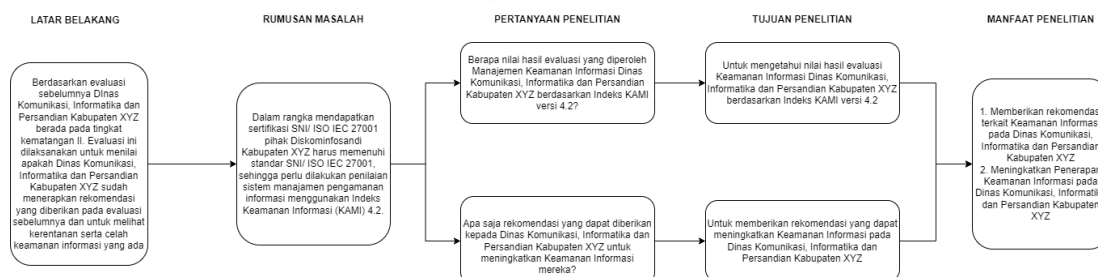 LATAR BELAKANG
RUMUSAN MASALAH
PERTANYAAN PENELITIAN
TUJUAN PENELITIAN
MANFAAT PENELITIAN
Berdasarkan evaluasi
sebelumnya DInas
Komunikasi, Informatika dan
Persandian Kabupaten XYZ
berada pada tingkat
kematangan II. Evaluasi ini
dilaksanakan untuk menilai
apakah Dinas Komunikasi,
Informatika dan Persandian
Kabupaten XYZ sudah
menerapkan rekomendasi
yang diberikan pada evaluasi
sebelumnya dan untuk melihat
kerentanan serta celah
keamanan informasi yang ada
Dalam rangka mendapatkan
sertifikasi SNI/ ISO IEC 27001
pihak Diskominfosandi
Kabupaten XYZ harus memenuhi
standar SNI/ ISO IEC 27001,
sehingga perlu dilakukan penilaian
sistem manajemen pengamanan
informasi menggunakan Indeks
Keamanan Informasi (KAMI) 4.2.
Berapa nilai hasil evaluasi yang diperoleh
Manajemen Keamanan Informasi Dinas
Komunikasi, Informatika dan Persandian
Kabupaten XYZ berdasarkan Indeks KAMI
versi 4.2?
Apa saja rekomendasi yang dapat diberikan
kepada Dinas Komunikasi, Informatika dan
Persandian Kabupaten XYZ untuk
meningkatkan Keamanan Informasi
mereka?
Untuk mengetahui nilai hasil evaluasi
Keamanan Informasi Dinas Komunikasi,
Informatika dan Persandian Kabupaten XYZ
berdasarkan Indeks KAMI versi 4.2
Untuk memberikan rekomendasi yang dapat
meningkatkan Keamanan Informasi pada
Dinas Komunikasi, Informatika dan
Persandian Kabupaten XYZ
1. Memberikan rekomendasi
terkait Keamanan Informasi
pada Dinas Komunikasi,
Informatika dan Persandian
Kabupaten XYZ
2. Meningkatkan Penerapan
Keamanan Informasi pada
Dinas Komunikasi, Informatika
dan Persandian Kabupaten
XYZ